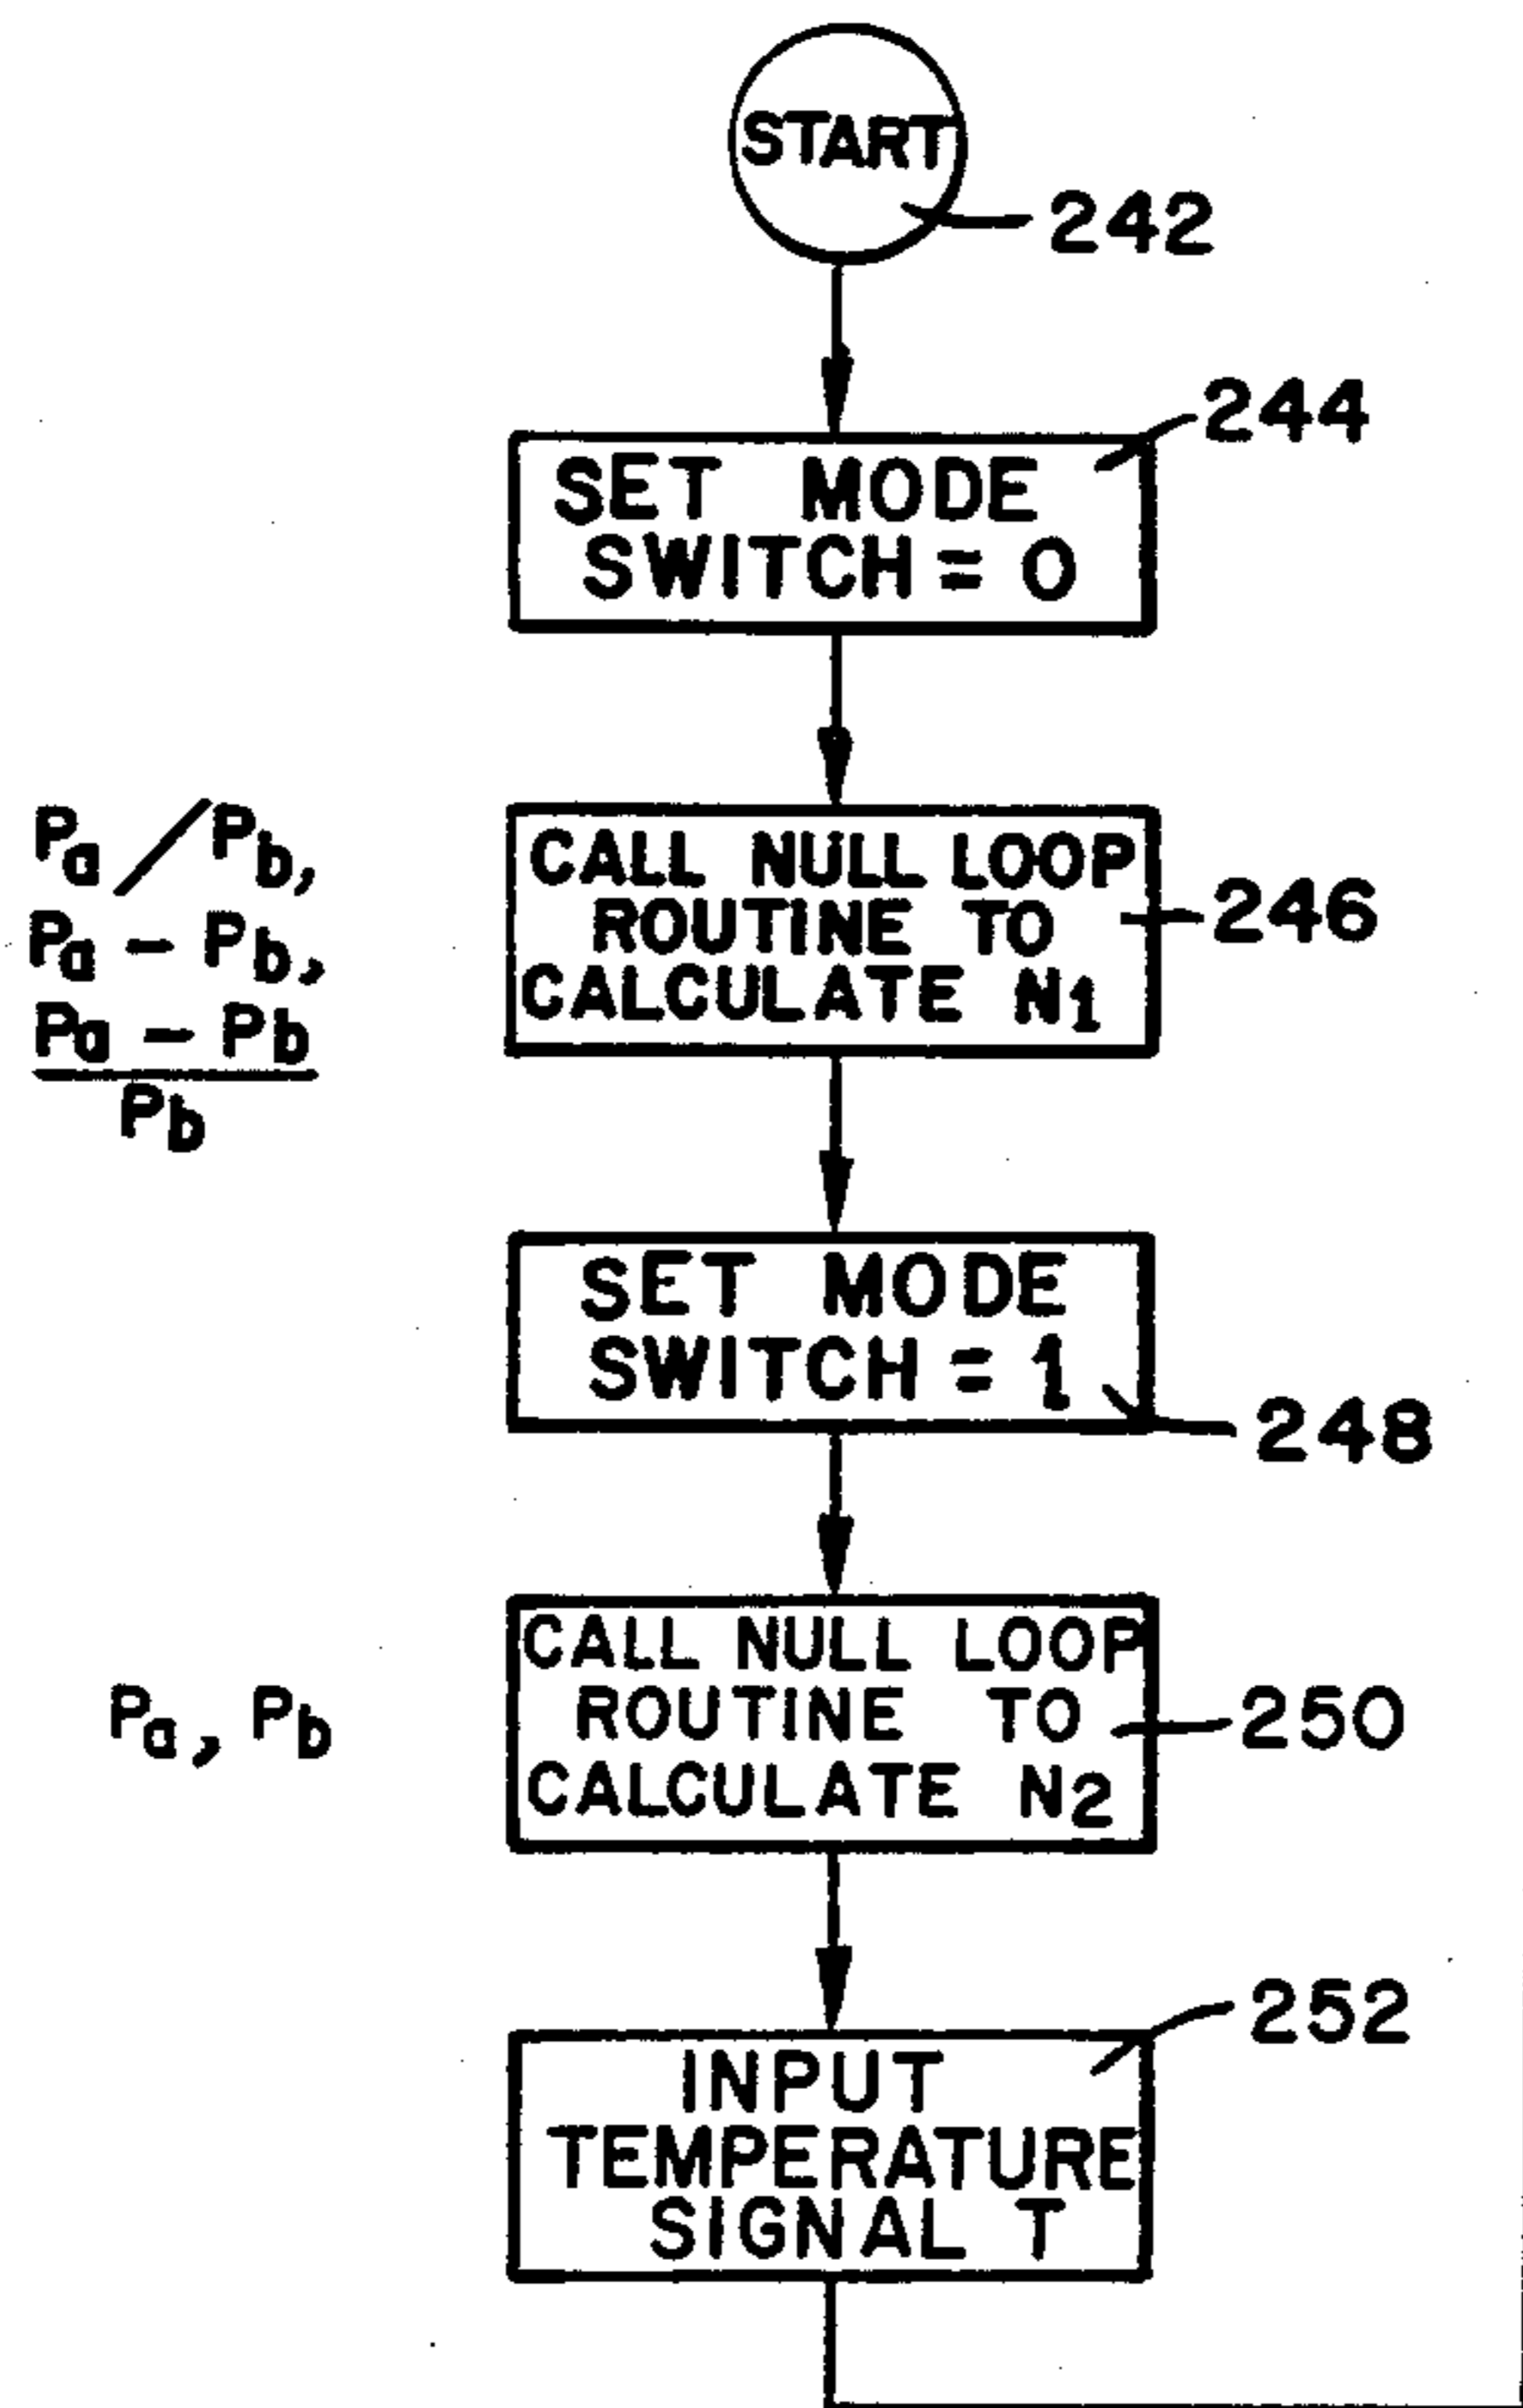 START
242
244
SET MODE
SWITCH = 0
Pa/Pb,
Pa - Pb,
Pa - Pb
Pb
CALL NULL LOOP
ROUTINE TO
CALCULATE N1
246
SET MODE
SWITCH = 1
248
Pa, Pb
CALL NULL LOOP
ROUTINE TO
CALCULATE N2
250
252
INPUT
TEMPERATURE
SIGNAL T